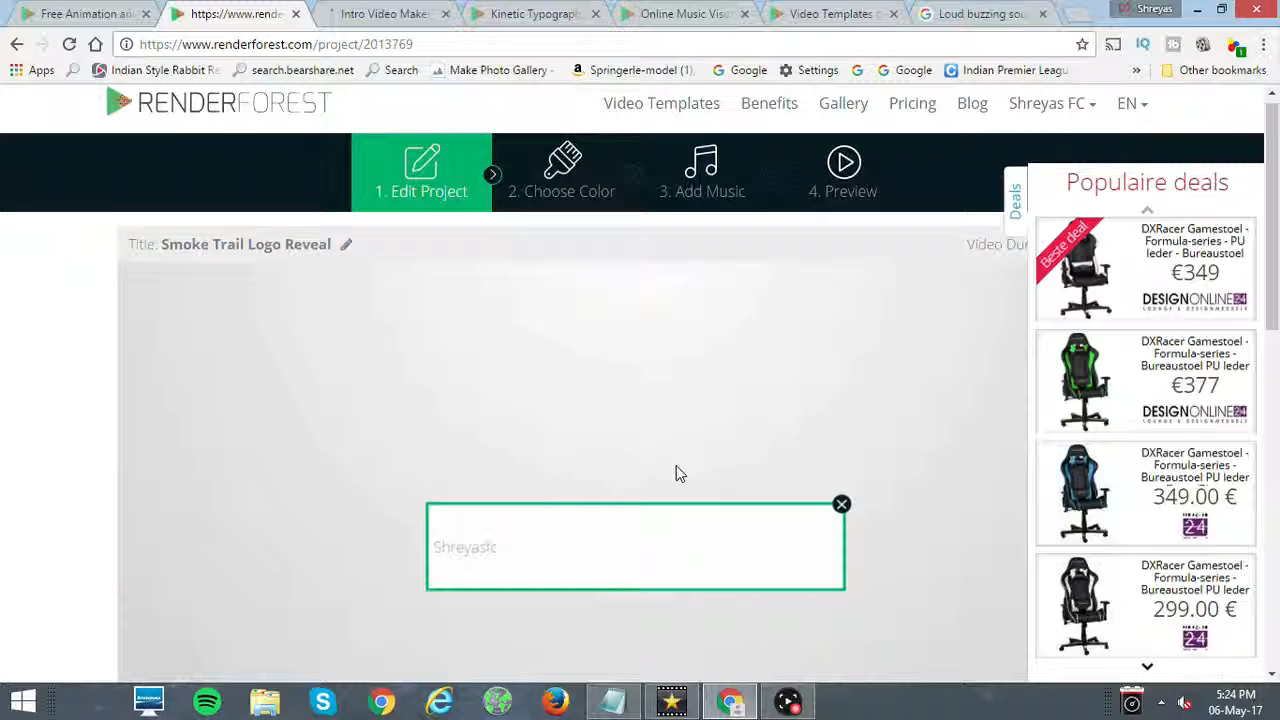 Free Animation
https://www.renderforest
Intro Video Make
Kinetic Typograph
Online Music Visu
Video Templates
Loud buzzing sou
Shreyas
https://www.renderforest.com/project/2013769
Apps
Indian Style Rabbit Re
search.bearshare.net
Search
Make Photo Gallery -
Springerle-model (1)
Google
Settings
Google
Indian Premier Leagu
Other bookmarks
RENDERFOREST
Video Templates
Benefits
Gallery
Pricing
Blog
Shreyas FC
EN
1. Edit Project
2. Choose Color
3. Add Music
4. Preview
Title: Smoke Trail Logo Reveal
Video Dur
Shreyasfc
Deals
Populaire deals
Beste deal!
DXRacer Gamestoel -
Formula-series - PU
leder - Bureaustoel
€349
DESIGNONLINE24
LOUNGE & DESIGNMEUBELS
DXRacer Gamestoel -
Formula-series -
Bureaustoel PU leder
€377
DESIGNONLINE24
LOUNGE & DESIGNMEUBELS
DXRacer Gamestoel -
Formula-series -
Bureaustoel PU leder
349.00 €
24
DXRacer Gamestoel -
Formula-series -
Bureaustoel PU leder
299.00 €
24
5:24 PM
06-May-17